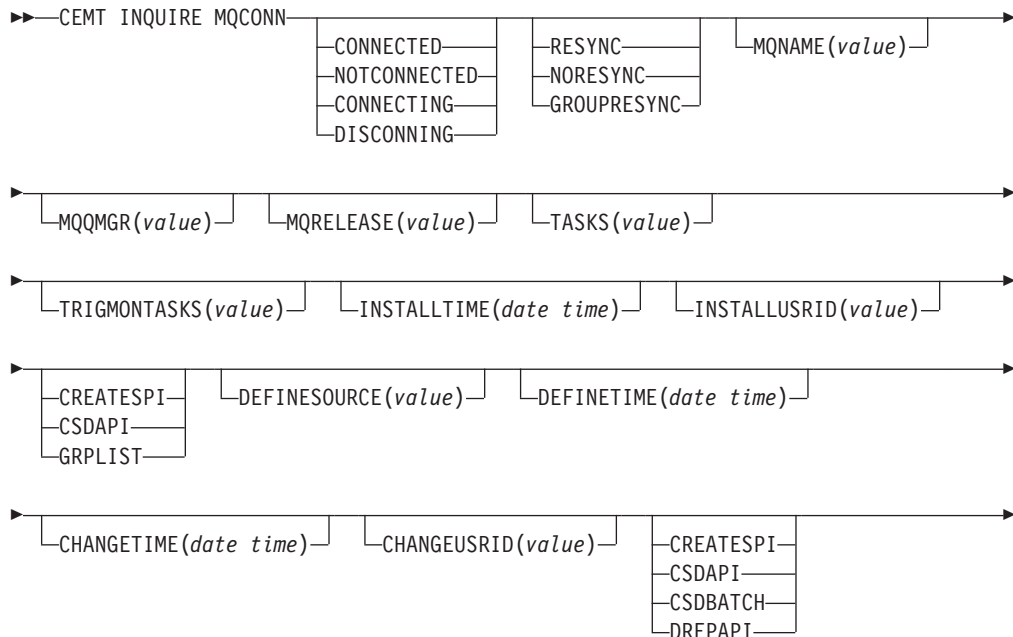 CEMT INQUIRE MQCONN
CONNECTED
NOTCONNECTED
CONNECTING
DISCONNING
RESYNC
NORESYNC
GROUPRESYNC
MQNAME(value)
MQQMGR(value)
MQRELEASE(value)
TASKS(value)
TRIGMONTASKS(value)
INSTALLTIME(date time)
INSTALLUSRID(value)
CREATESPI
CSDAPI
GRPLIST
DEFINESOURCE(value)
DEFINETIME(date time)
CHANGETIME(date time)
CHANGEUSRID(value)
CREATESPI
CSDAPI
CSDBATCH
DREPAPI